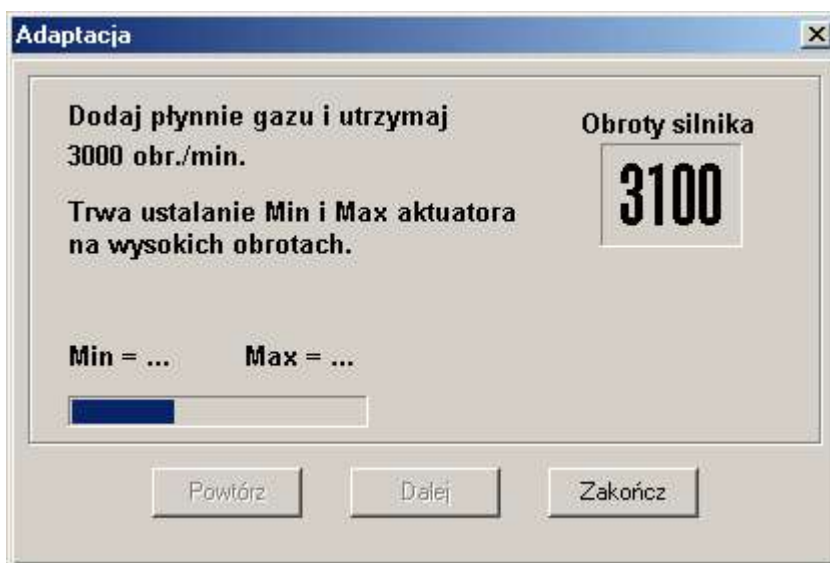 Adaptacja
Dodaj płynnie gazu i utrzymaj
3000 obr./min.
Obroty silnika
3100
Trwa ustalanie Min i Max aktuatora
na wysokich obrotach.
Min = ... Max = ...
Powtórz Dalej Zakończ